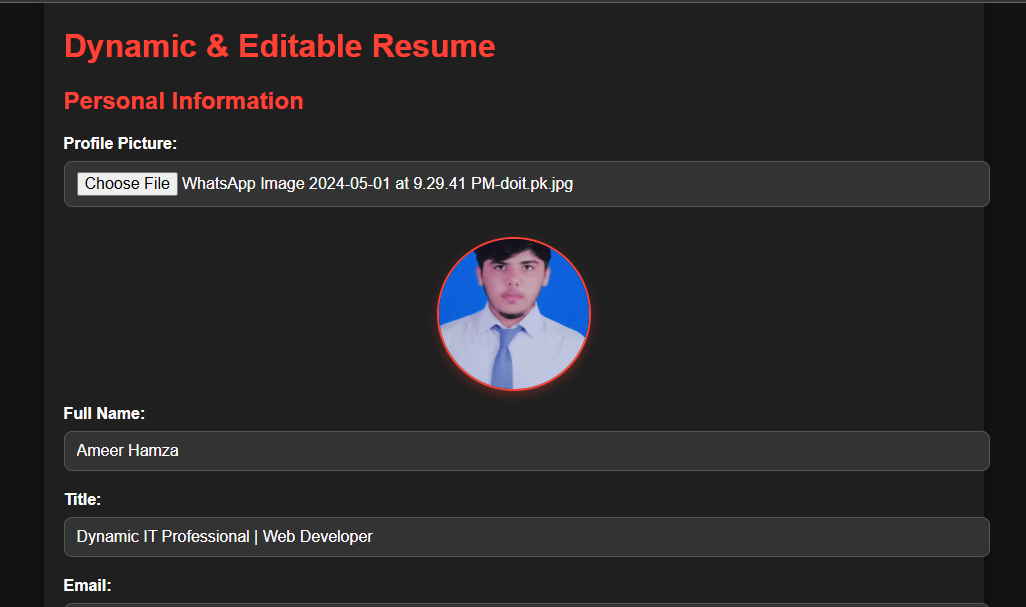 Dynamic & Editable Resume
Personal Information
Profile Picture:
Choose File WhatsApp Image 2024-05-01 at 9.29.41 PM-doit.pk.jpg
Full Name:
Ameer Hamza
Title:
Dynamic IT Professional | Web Developer
Email: